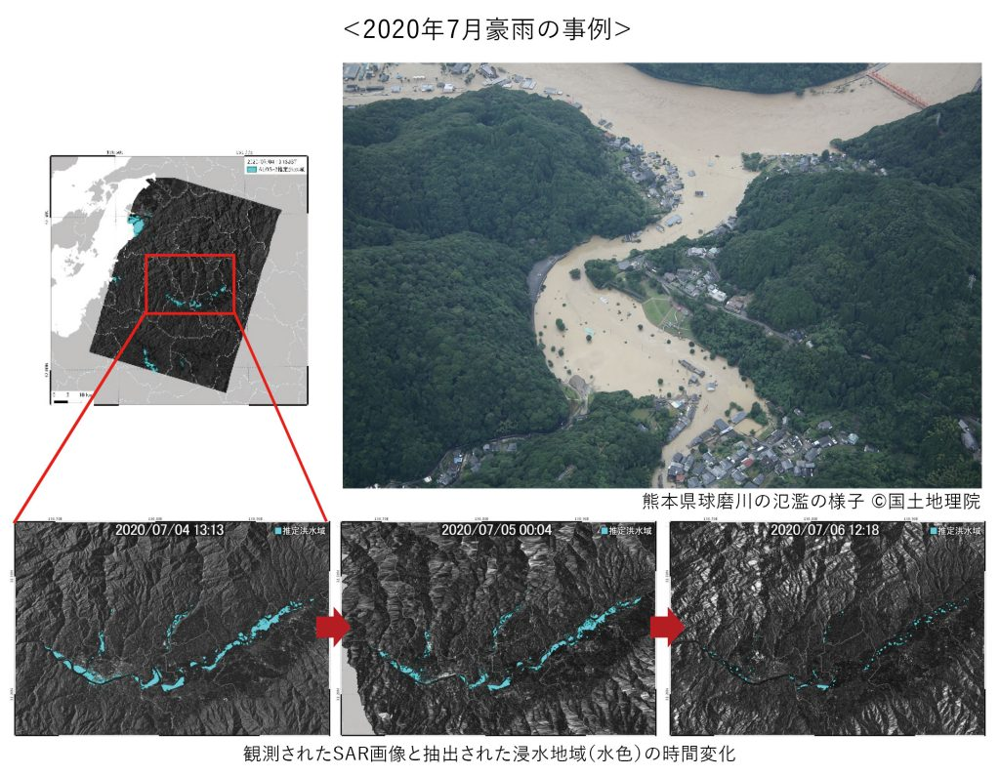 <2020年7月豪雨の事例>
熊本県球磨川の氾濫の様子 ©国土地理院
2020/07/04 13:13
推定洪水域
2020/07/05 00:04
推定洪水域
2020/07/06 12:18
推定洪水域
観測されたSAR画像と抽出された浸水地域(水色)の時間変化